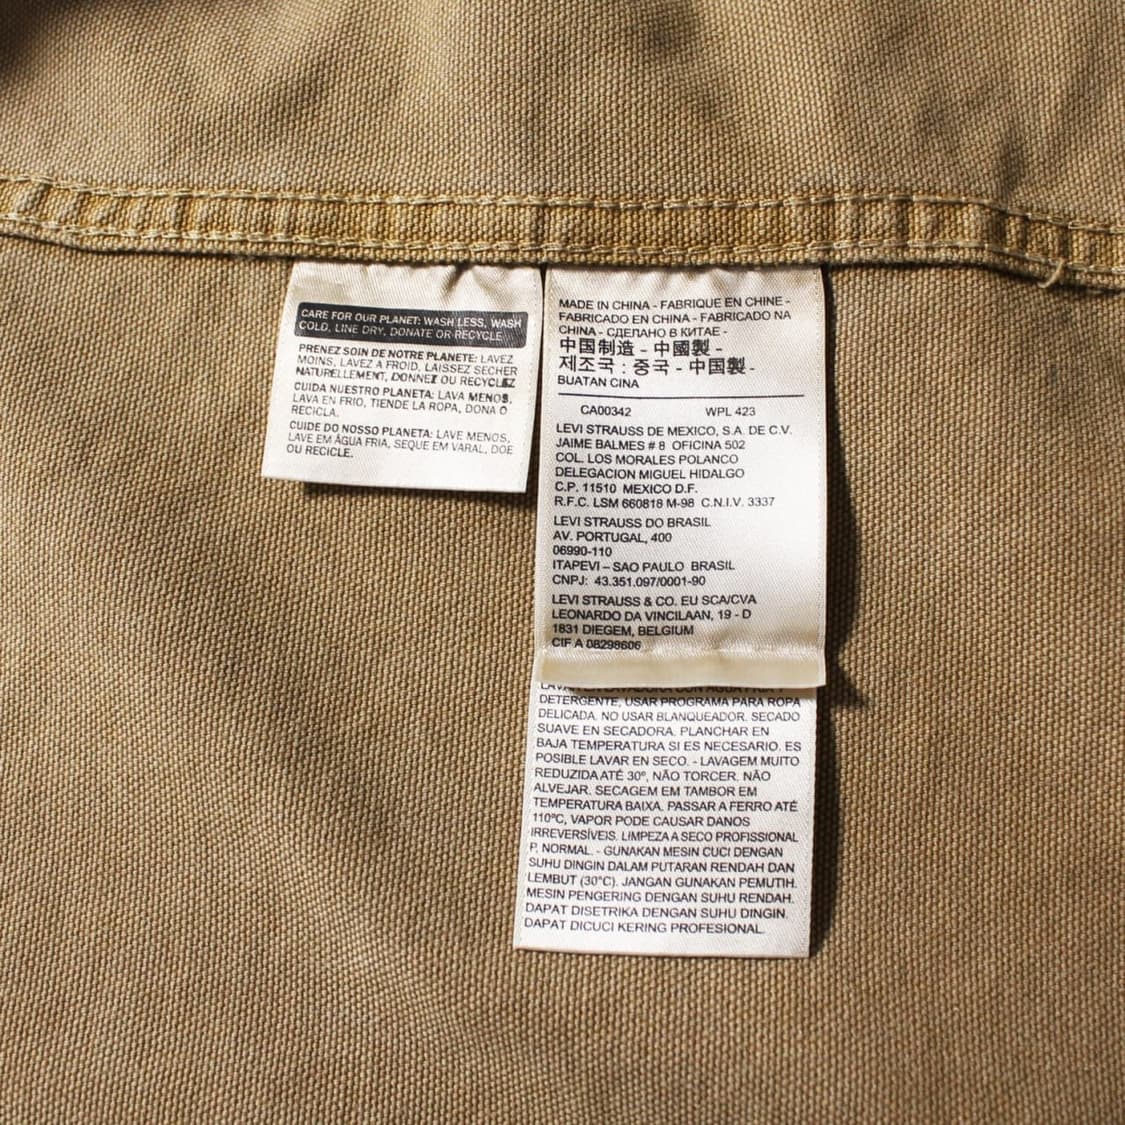 CARE FOR OUR PLANET: WASH LESS, WASH
COLD, LINE DRY, DONATE OR RECYCLE
PRENEZ SOIN DE NOTRE PLANETE: LAVEZ
MOINS, LAVEZ A FROID, LAISSEZ SECHER
NATURELLEMENT, DONNEZ OU RECYCLEZ
CUIDA NUESTRO PLANETA: LAVA MENOS,
LAVA EN FRIO, TIENDE LA ROPA, DONA O
RECICLA.
CUIDE DO NOSSO PLANETA: LAVE MENOS,
LAVE EM ÁGUA FRIA, SEQUE EM VARAL, DOE
OU RECICLE.
MADE IN CHINA - FABRIQUE EN CHINE -
FABRICADO EN CHINA - FABRICADO NA
CHINA - СДЕЛАНО В КИТАЕ -
中国制造 - 中國製 -
제조국 : 중국 - 中国製 -
BUATAN CINA
CA00342 WPL 423
LEVI STRAUSS DE MEXICO, S.A. DE C.V.
JAIME BALMES # 8 OFICINA 502
COL. LOS MORALES POLANCO
DELEGACION MIGUEL HIDALGO
C.P. 11510 MEXICO D.F.
R.F.C. LSM 660818 M-98 C.N.I.V. 3337
LEVI STRAUSS DO BRASIL
AV. PORTUGAL, 400
06990-110
ITAPEVI – SAO PAULO BRASIL
CNPJ: 43.351.097/0001-90
LEVI STRAUSS & CO. EU SCA/CVA
LEONARDO DA VINCILAAN, 19 - D
1831 DIEGEM, BELGIUM
CIF A 08298606
LAVAR EN LAVADORA CON AGUA FRIA Y
DETERGENTE, USAR PROGRAMA PARA ROPA
DELICADA. NO USAR BLANQUEADOR. SECADO
SUAVE EN SECADORA. PLANCHAR EN
BAJA TEMPERATURA SI ES NECESARIO. ES
POSIBLE LAVAR EN SECO. - LAVAGEM MUITO
REDUZIDA ATÉ 30º, NÃO TORCER. NÃO
ALVEJAR. SECAGEM EM TAMBOR EM
TEMPERATURA BAIXA. PASSAR A FERRO ATÉ
110ºC, VAPOR PODE CAUSAR DANOS
IRREVERSÍVEIS. LIMPEZA A SECO PROFISSIONAL
P. NORMAL. - GUNAKAN MESIN CUCI DENGAN
SUHU DINGIN DALAM PUTARAN RENDAH DAN
LEMBUT (30°C). JANGAN GUNAKAN PEMUTIH.
MESIN PENGERING DENGAN SUHU RENDAH.
DAPAT DISETRIKA DENGAN SUHU DINGIN.
DAPAT DICUCI KERING PROFESIONAL.